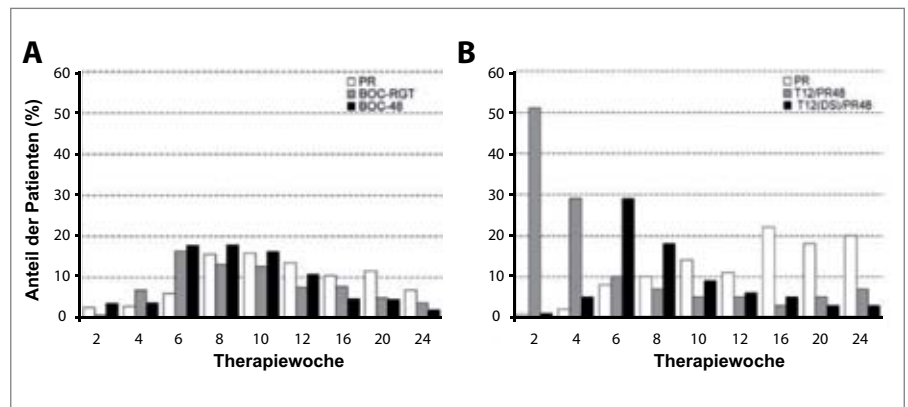 A
60
50
40
30
20
10
0
Anteil der Patienten (%)
PR
BOC-RGT
BOC-48
2 4 6 8 10 12 16 20 24
Therapiewoche
B
60
50
40
30
20
10
0
PR
T12/PR48
T12(DS)/PR48
2 4 6 8 10 12 16 20 24
Therapiewoche